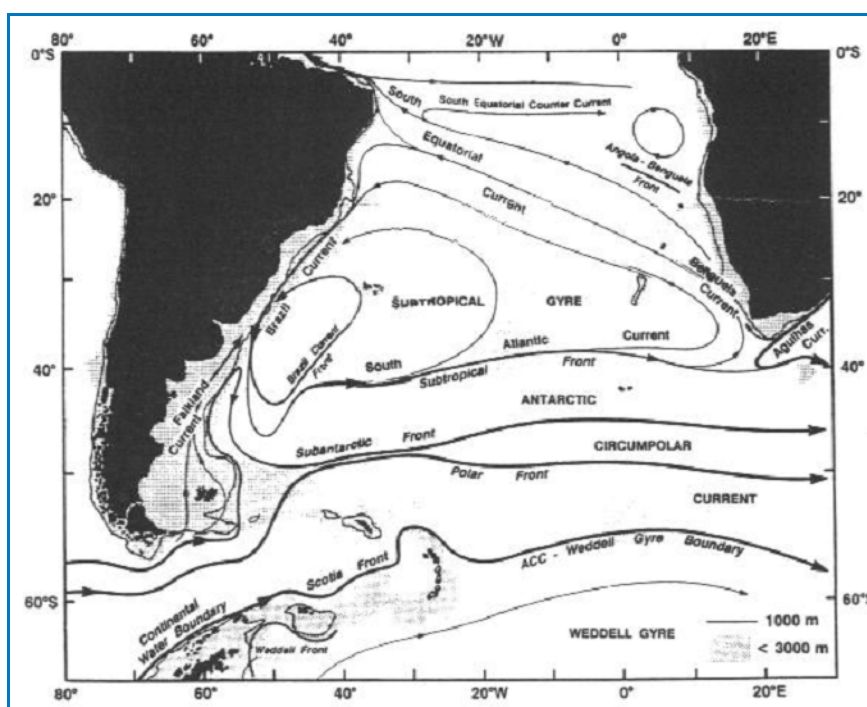 80° 60° 40° 20°W 0° 20°E
0°S 0°S
South
South Equatorial Counter Current
Equatorial
Current
Angola - Benguela
Front
20° 20°
Current
Brazil
Benguela
Current
SUBTROPICAL GYRE
Brazil Current
Front
Agulhas
Curr.
South Atlantic Current
Subtropical Front
40° 40°
Falkland
Current
ANTARCTIC
Subantarctic Front
CIRCUMPOLAR
Polar Front
CURRENT
ACC - Weddell Gyre Boundary
Scotia Front
Continental
Water Boundary
60°S 60°S
1000 m
Weddell Front
WEDDELL GYRE
< 3000 m
80° 60° 40° 20°W 0° 20°E